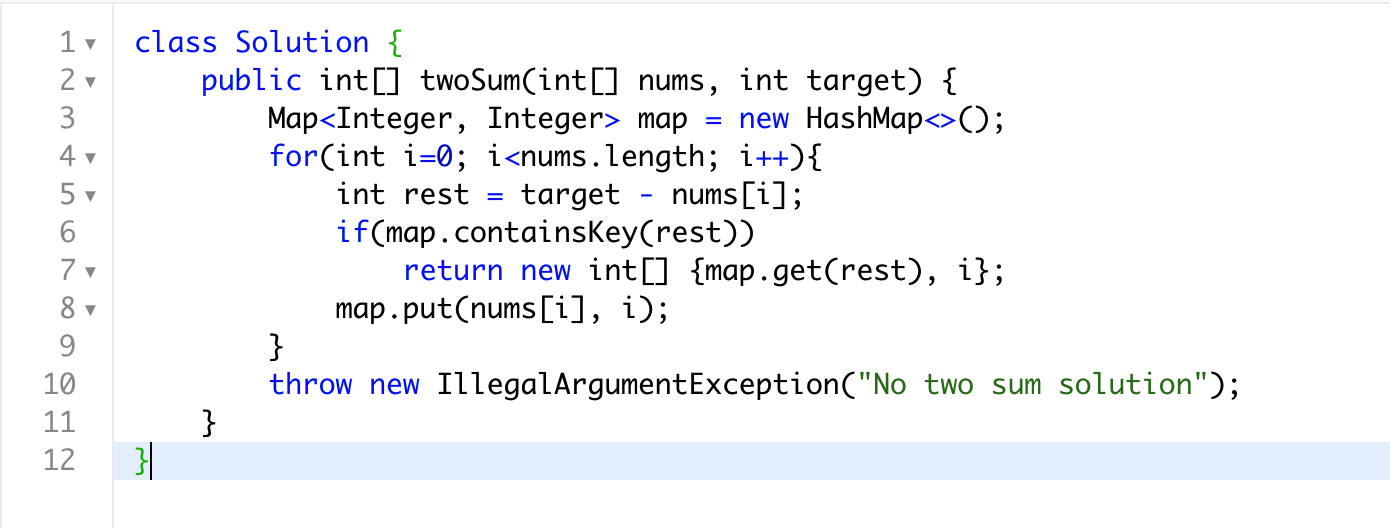 1 class Solution {
2 public int[] twoSum(int[] nums, int target) {
3 Map<Integer, Integer> map = new HashMap<>();
4 for(int i=0; i<nums.length; i++){
5 int rest = target - nums[i];
6 if(map.containsKey(rest))
7 return new int[] {map.get(rest), i};
8 map.put(nums[i], i);
9 }
10 throw new IllegalArgumentException("No two sum solution");
11 }
12 }